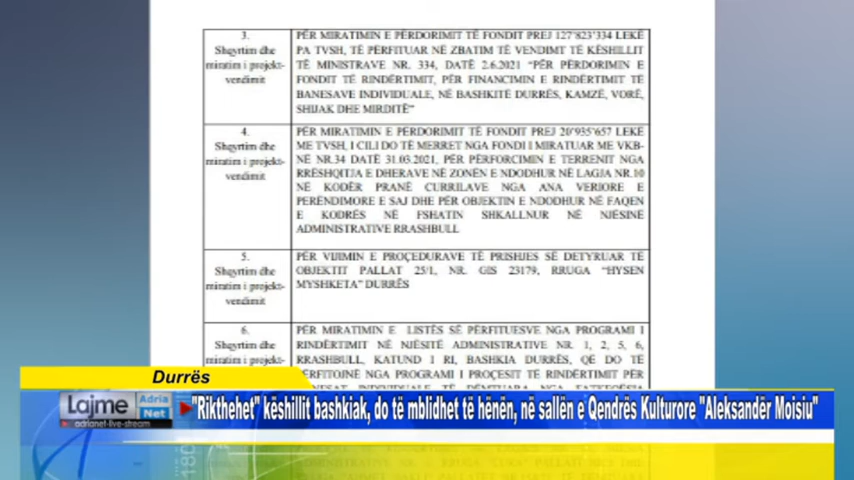 3.
Shqyrtim dhe
miratim i projekt-
vendimit
PËR MIRATIMIN E PËRDORIMIT TË FONDIT PREJ 127'823'334 LEKË
PA TVSH, TË PËRFITUAR NË ZBATIM TË VENDIMT TË KËSHILLIT
TË MINISTRAVE NR. 334, DATË 2.6.2021 “PËR PËRDORIMIN E
FONDIT TË RINDËRTIMIT, PËR FINANCIMIN E RINDËRTIMIT TË
BANESAVE INDIVIDUALE, NË BASHKITË DURRËS, KAMZË, VORË,
SHIJAK DHE MIRDITË”
4.
Shqyrtim dhe
miratim i projekt-
vendimit
PËR MIRATIMIN E PËRDORIMIT TË FONDIT PREJ 20'935'657 LEKË
ME TVSH, I CILI DO TË MERRET NGA FONDI I MIRATUAR ME VKB-
NË NR.34 DATË 31.03.2021, PËR PËRFORCIMIN E TERRENIT NGA
RRËSHQITJA E DHERAVE NË ZONËN E NDODHUR NË LAGJA NR.10
NË KODËR PRANË CURRILAVE NGA ANA VERIORE E
PERËNDIMORE E SAJ DHE PËR OBJEKTIN E NDODHUR NË FAQEN
E KODRËS NË FSHATIN SHKALLNUR NË NJËSINË
ADMINISTRATIVE RRASHBULL
5.
Shqyrtim dhe
miratim i projekt-
vendimit
PËR VIJIMIN E PROÇEDURAVE TË PRISHJES SË DETYRUAR TË
OBJEKTIT PALLAT 25/1, NR. GIS 23179, RRUGA “HYSEN
MYSHKETA” DURRËS
6.
Shqyrtim dhe
miratim i projekt-
PËR MIRATIMIN E LISTËS SË PËRFITUESVE NGA PROGRAMI I
RINDËRTIMIT NË NJËSITË ADMINISTRATIVE NR. 1, 2, 5, 6,
RRASHBULL, KATUND I RI, BASHKIA DURRËS, QË DO TË
PËRFITOJNË NGA PROGRAMI I PROÇESIT TË RINDËRTIMIT PËR
Durrës
Lajme Adria Net
adrianet-live-stream
"Rikthehet" këshillit bashkiak, do të mblidhet të hënën, në sallën e Qendrës Kulturore "Aleksandër Moisiu"